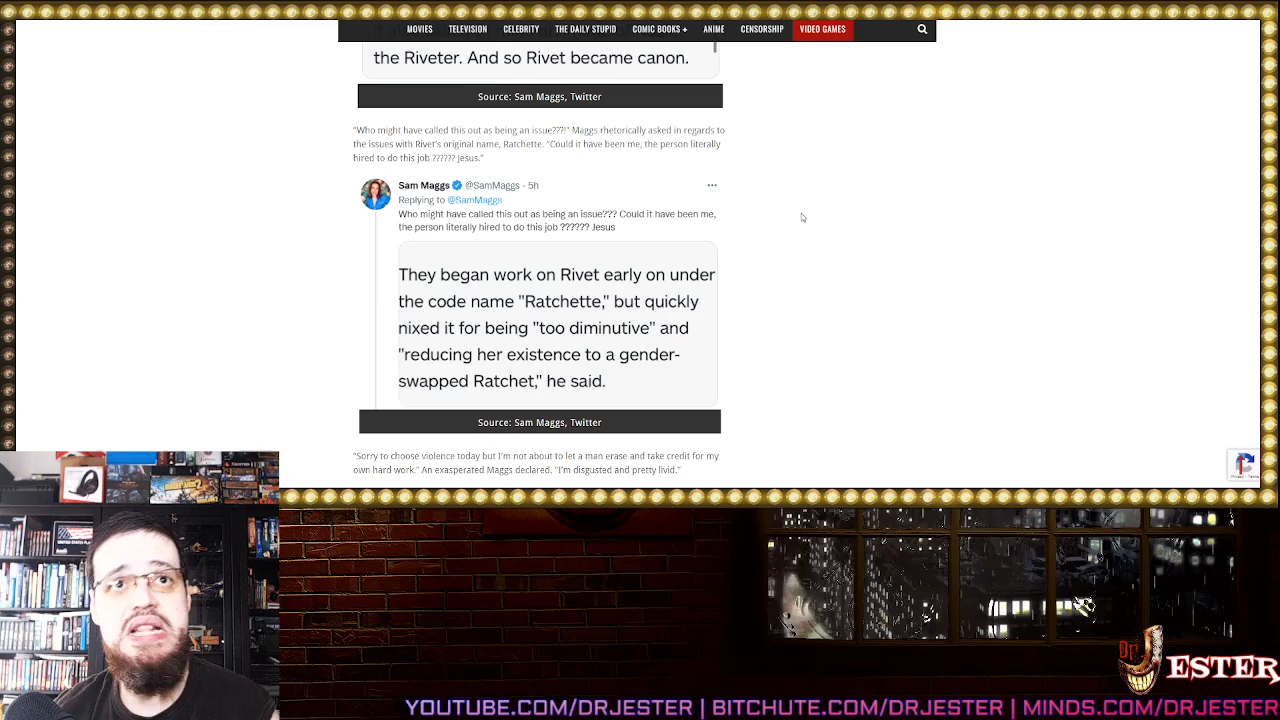 MOVIES TELEVISION CELEBRITY THE DAILY STUPID COMIC BOOKS + ANIME CENSORSHIP VIDEO GAMES
the Riveter. And so Rivet became canon.
Source: Sam Maggs, Twitter
"Who might have called this out as being an issue???!" Maggs rhetorically asked in regards to
the issues with Rivet's original name, Ratchette. "Could it have been me, the person literally
hired to do this job ?????? Jesus."
Sam Maggs @SamMaggs · 5h
Replying to @SamMaggs
Who might have called this out as being an issue??? Could it have been me,
the person literally hired to do this job ?????? Jesus
They began work on Rivet early on under
the code name "Ratchette," but quickly
nixed it for being "too diminutive" and
"reducing her existence to a gender-
swapped Ratchet," he said.
Source: Sam Maggs, Twitter
"Sorry to choose violence today but I'm not about to let a man erase and take credit for my
own hard work." An exasperated Maggs declared. "I'm disgusted and pretty livid."
Dr
JESTER
YOUTUBE.COM/DRJESTER | BITCHUTE.COM/DRJESTER | MINDS.COM/DRJESTER